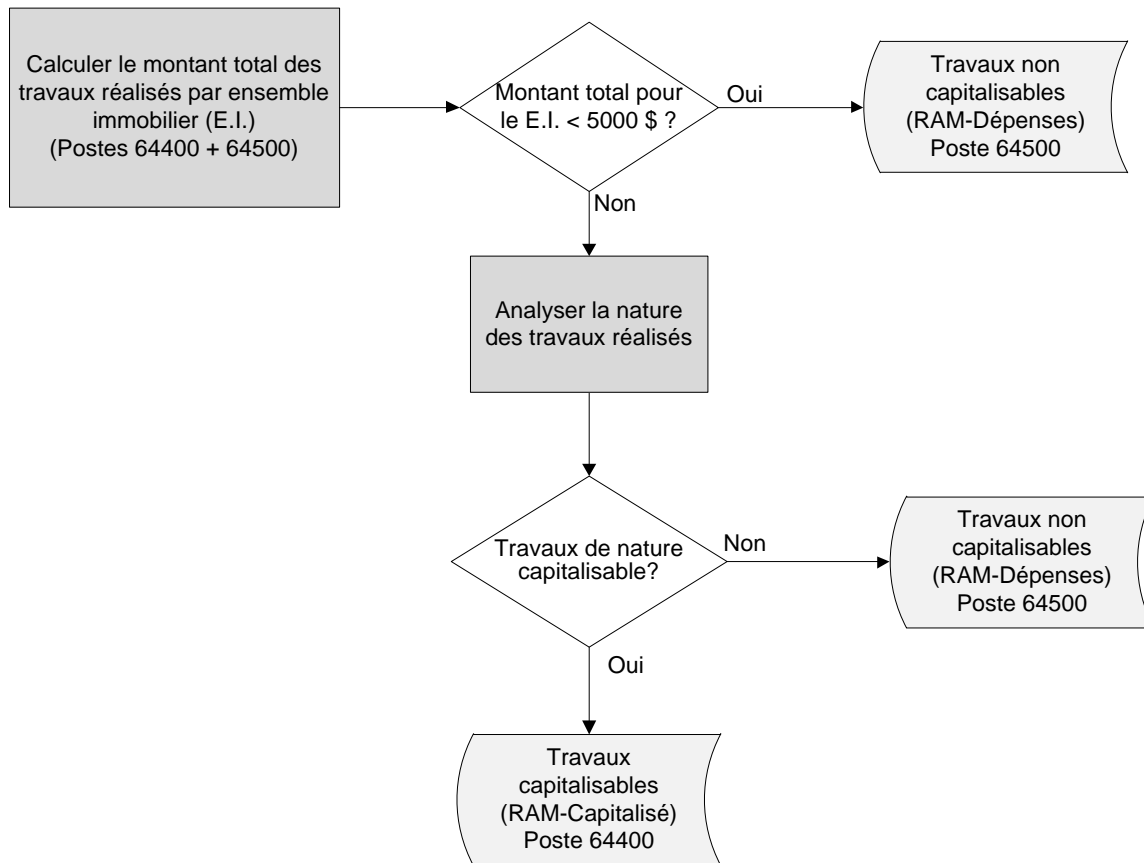 Calculer le montant total des
travaux réalisés par ensemble
immobilier (E.I.)
(Postes 64400 + 64500)
Montant total pour
le E.I. < 5000 $ ?
Oui
Travaux non
capitalisables
(RAM-Dépenses)
Poste 64500
Non
Analyser la nature
des travaux réalisés
Travaux de nature
capitalisable?
Non
Travaux non
capitalisables
(RAM-Dépenses)
Poste 64500
Oui
Travaux
capitalisables
(RAM-Capitalisé)
Poste 64400